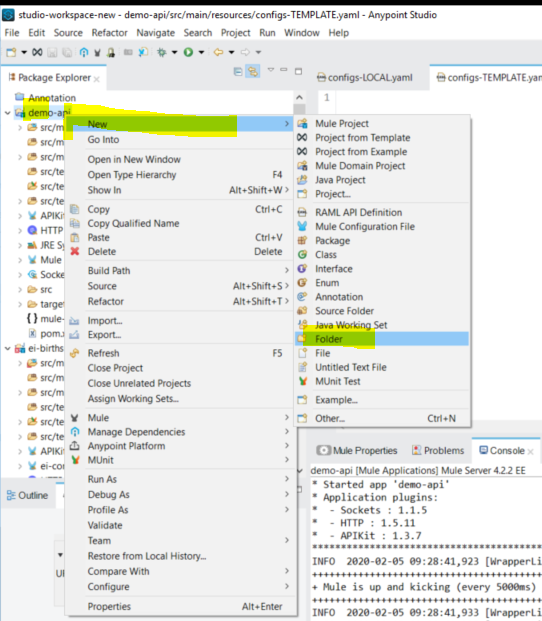 studio-workspace-new - demo-api/src/main/resources/configs-TEMPLATE.yaml - Anypoint Studio
File Edit Source Refactor Navigate Search Project Run Window Help
Package Explorer
configs-LOCAL.yaml
configs-TEMPLATE.yam
1
Annotation
demo-api
src/m
src/m
src/m
src/te
src/te
src/te
APIKi
HTTP
JRE Sy
Mule
Socke
src
targe
mule-
pom.x
ei-births
src/m
src/m
src/m
src/te
src/te
src/te
APIKi
ei-co
Outline
New
Go Into
Open in New Window
Open Type Hierarchy F4
Show In Alt+Shift+W >
Copy Ctrl+C
Copy Qualified Name
Paste Ctrl+V
Delete Delete
Build Path
Source Alt+Shift+S >
Refactor Alt+Shift+T >
Import...
Export...
Refresh F5
Close Project
Close Unrelated Projects
Assign Working Sets...
Mule
Manage Dependencies
Anypoint Platform
MUnit
Run As
Debug As
Profile As
Validate
Team
Restore from Local History...
Compare With
Configure
Properties Alt+Enter
Mule Project
Project from Template
Project from Example
Mule Domain Project
Java Project
Project...
RAML API Definition
Mule Configuration File
Package
Class
Interface
Enum
Annotation
Source Folder
Java Working Set
Folder
File
Untitled Text File
MUnit Test
Example...
Other... Ctrl+N
Mule Properties
Problems
Console
demo-api [Mule Applications] Mule Server 4.2.2 EE
* Started app 'demo-api'
* Application plugins:
* - Sockets : 1.1.5
* - HTTP : 1.5.11
* - APIKit : 1.3.7
INFO 2020-02-05 09:28:41,923 [WrapperLi
+ Mule is up and kicking (every 5000ms)
INFO 2020-02-05 09:28:41,933 [WrapperLi